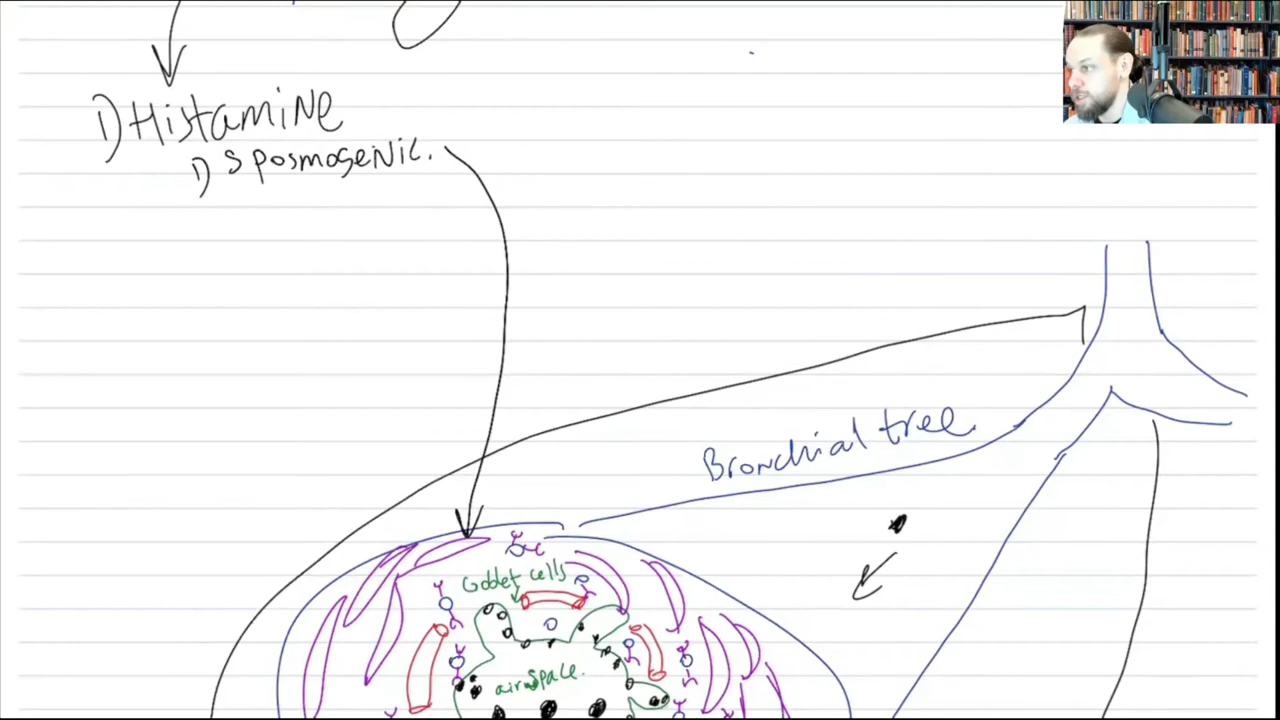 1) Histamine
1) Sposmogenic.
Bronchial tree
Goblet cells
airspace.